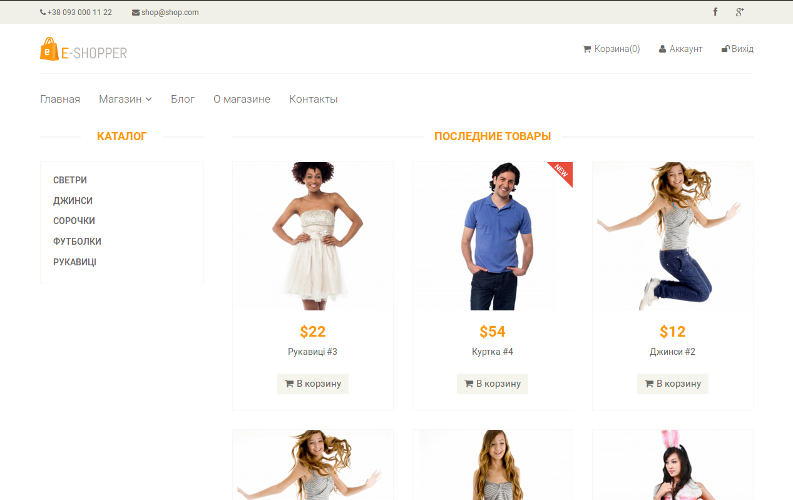 +38 093 000 11 22 shop@shop.com
E-SHOPPER
Корзина(0) Аккаунт Вихід
Главная Магазин Блог О магазине Контакты
КАТАЛОГ
СВЕТРИ
ДЖИНСИ
СОРОЧКИ
ФУТБОЛКИ
РУКАВИЦІ
ПОСЛЕДНИЕ ТОВАРЫ
NEW
$22 $54 $12
Рукавиці #3 Куртка #4 Джинси #2
В корзину В корзину В корзину